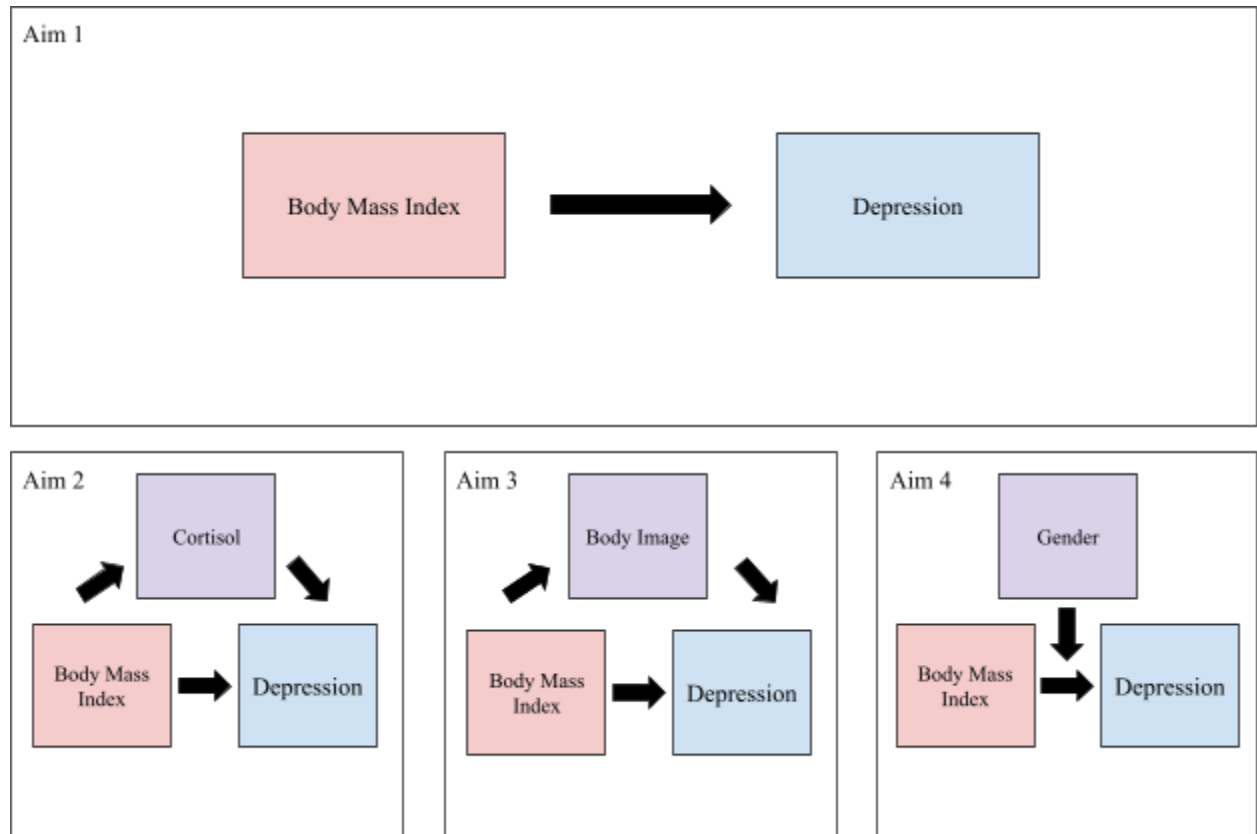 Aim 1
Body Mass Index
Depression
Aim 2
Cortisol
Body Mass
Index
Depression
Aim 3
Body Image
Body Mass
Index
Depression
Aim 4
Gender
Body Mass
Index
Depression